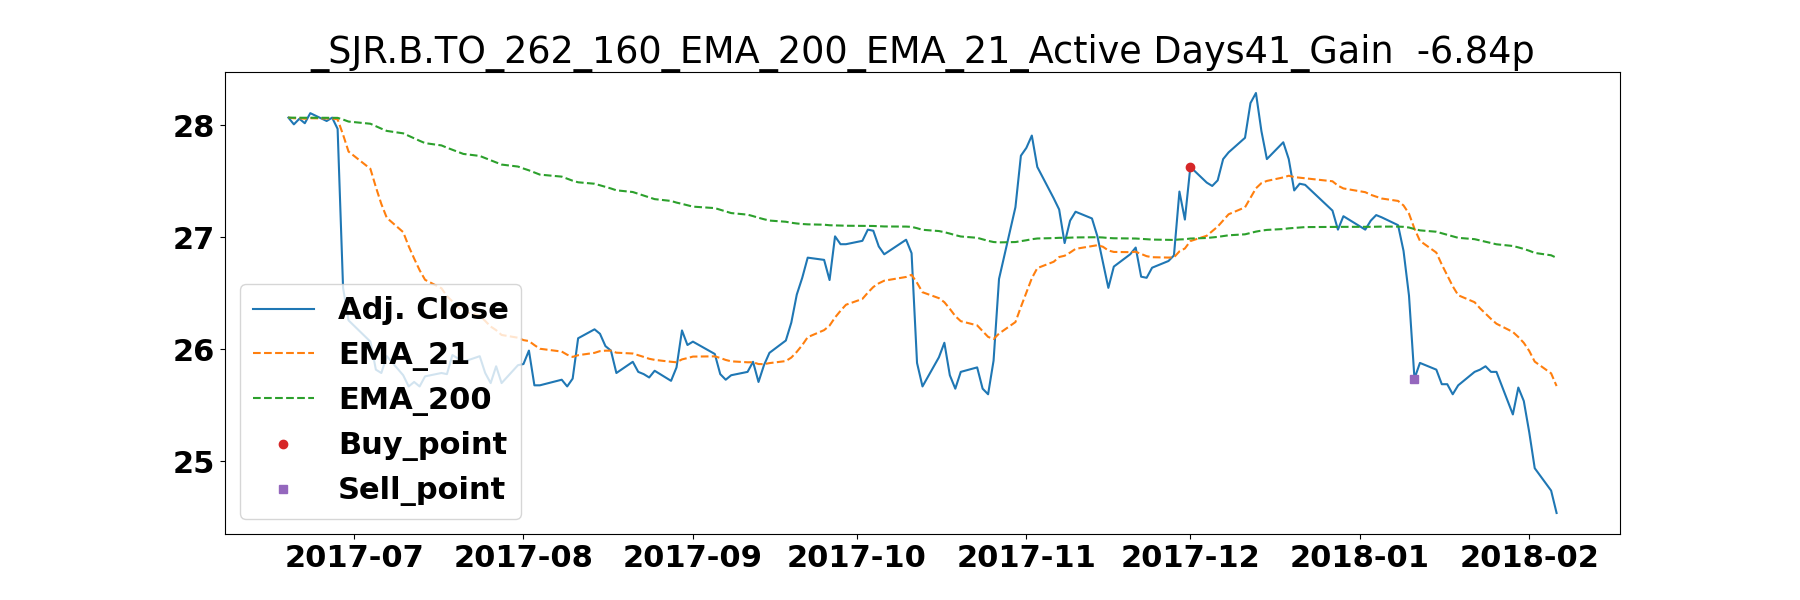 _SJR.B.TO_262_160_EMA_200_EMA_21_Active Days41_Gain  -6.84p
28
27
26
25
Adj. Close
EMA_21
EMA_200
Buy_point
Sell_point
2017-07 2017-08 2017-09 2017-10 2017-11 2017-12 2018-01 2018-02